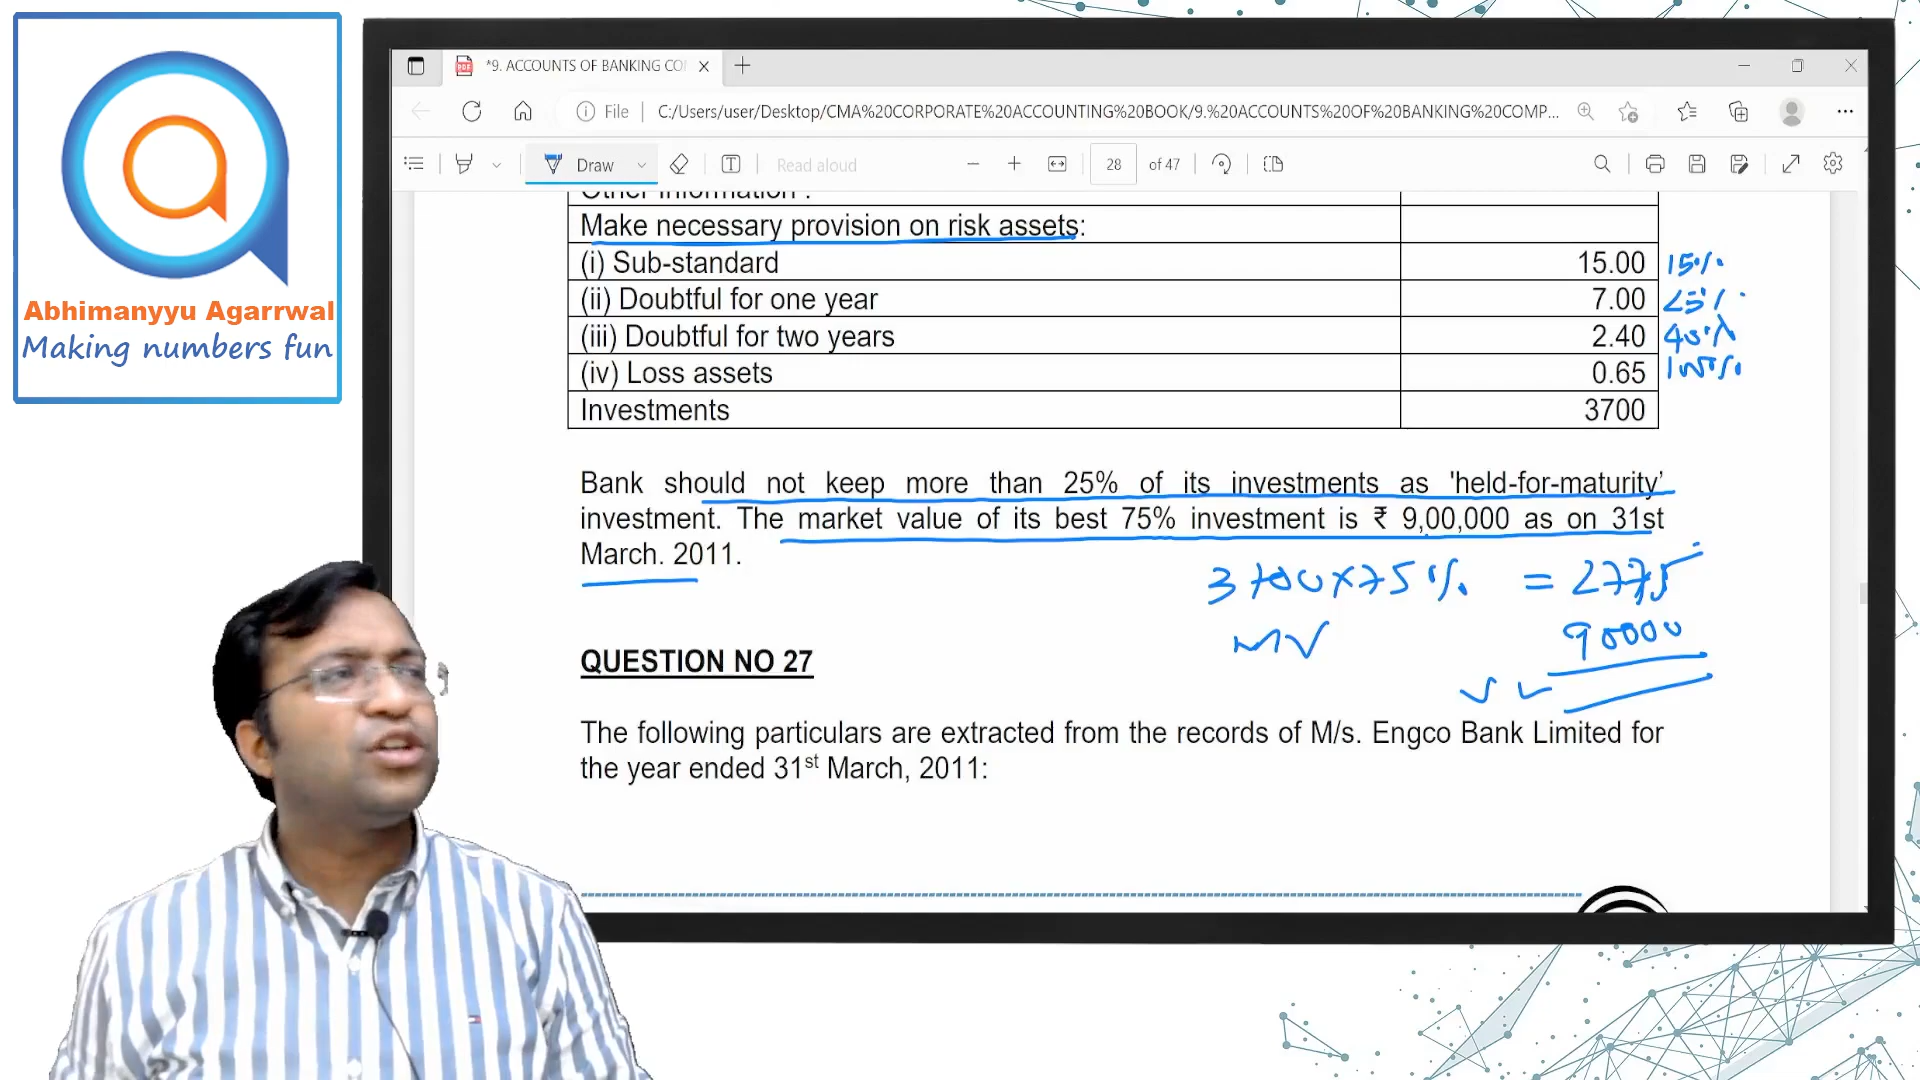 Abhimanyyu Agarrwal
Making numbers fun
*9. ACCOUNTS OF BANKING CO
File C:/Users/user/Desktop/CMA%20CORPORATE%20ACCOUNTING%20BOOK/9.%20ACCOUNTS%20OF%20BANKING%20COMP...
Draw Read aloud 28 of 47
Other Information :
Make necessary provision on risk assets:
(i) Sub-standard 15.00 15%
(ii) Doubtful for one year 7.00 25%
(iii) Doubtful for two years 2.40 40%
(iv) Loss assets 0.65 100%
Investments 3700
Bank should not keep more than 25% of its investments as 'held-for-maturity'
investment. The market value of its best 75% investment is ₹ 9,00,000 as on 31st
March. 2011.
3700x75% = 2775
MV 90000
QUESTION NO 27
The following particulars are extracted from the records of M/s. Engco Bank Limited for
the year ended 31st March, 2011: